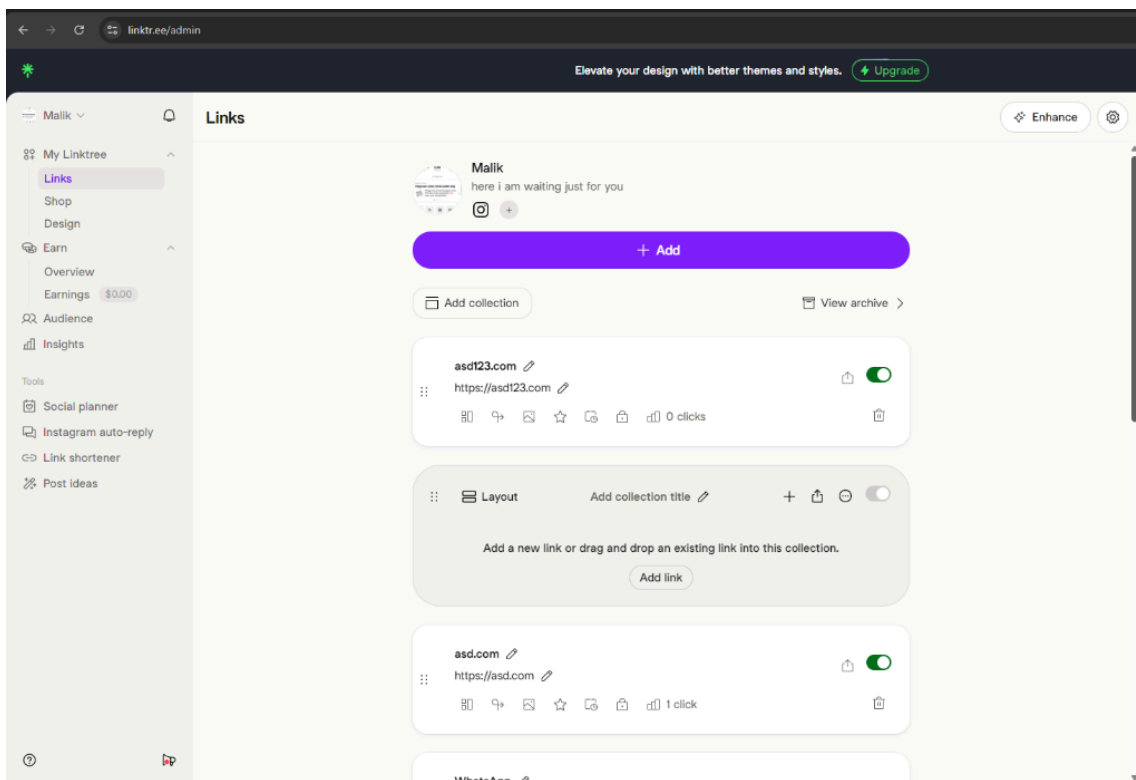 linktr.ee/admin
Elevate your design with better themes and styles. Upgrade
Malik
My Linktree
Links
Shop
Design
Earn
Overview
Earnings $0.00
Audience
Insights
Tools
Social planner
Instagram auto-reply
Link shortener
Post ideas
Links
Enhance
Malik
here i am waiting just for you
+ Add
Add collection
View archive
asd123.com
https://asd123.com
0 clicks
Layout
Add collection title
Add a new link or drag and drop an existing link into this collection.
Add link
asd.com
https://asd.com
1 click
WhatsApp